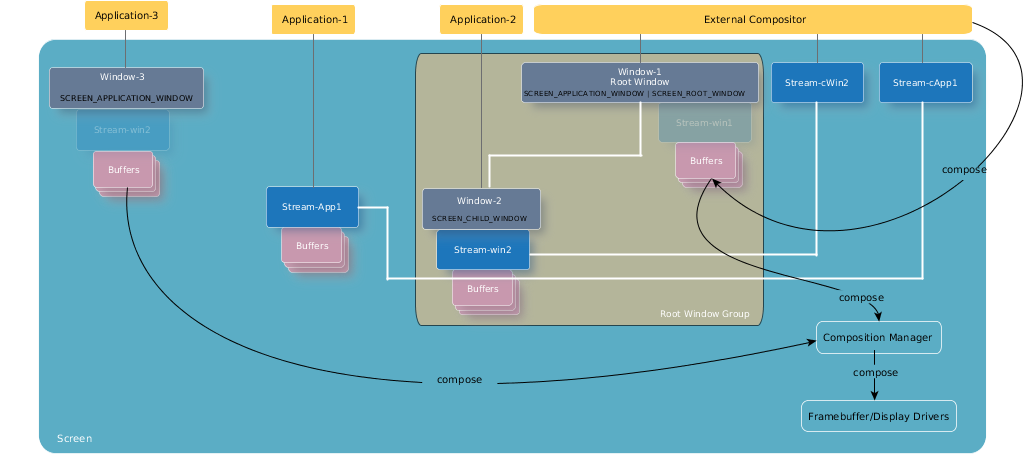 Application-3
Application-1
Application-2
External Compositor
Window-3
SCREEN_APPLICATION_WINDOW
Stream-win2
Buffers
Stream-App1
Buffers
Window-1
Root Window
SCREEN_APPLICATION_WINDOW | SCREEN_ROOT_WINDOW
Stream-win1
Buffers
Window-2
SCREEN_CHILD_WINDOW
Stream-win2
Buffers
Root Window Group
Stream-cWin2
Stream-cApp1
compose
compose
Composition Manager
compose
compose
Framebuffer/Display Drivers
Screen